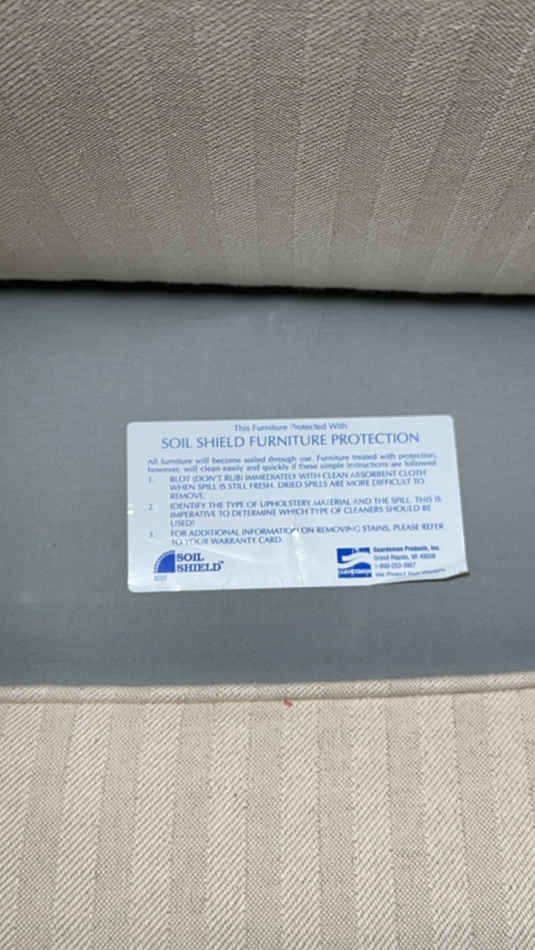 This Furniture Protected With
SOIL SHIELD FURNITURE PROTECTION
All furniture will become soiled through use. Furniture treated with protection,
however, will clean easily and quickly if these simple instructions are followed
1. BLOT (DON'T RUB) IMMEDIATELY WITH CLEAN ABSORBENT CLOTH
WHEN SPILL IS STILL FRESH. DRIED SPILLS ARE MORE DIFFICULT TO
REMOVE.
2. IDENTIFY THE TYPE OF UPHOLSTERY MATERIAL AND THE SPILL. THIS IS
IMPERATIVE TO DETERMINE WHICH TYPE OF CLEANERS SHOULD BE
USED!
3. FOR ADDITIONAL INFORMATION ON REMOVING STAINS, PLEASE REFER
TO YOUR WARRANTY CARD.
SOIL
SHIELD™
Guardsman Products, Inc.
Grand Rapids, MI
We Protect Your